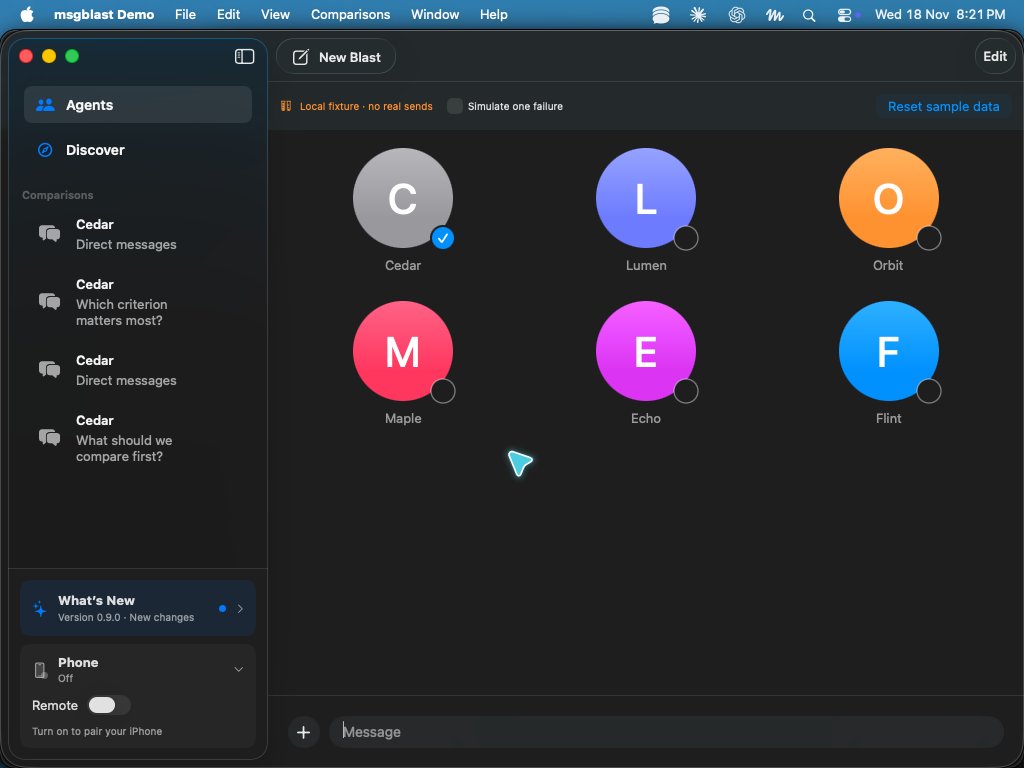 msgblast Demo File Edit View Comparisons Window Help Wed 18 Nov 8:21 PM
New Blast
Edit
Agents
Discover
Comparisons
Cedar
Direct messages
Cedar
Which criterion
matters most?
Cedar
Direct messages
Cedar
What should we
compare first?
What's New
Version 0.9.0 · New changes
Phone
Off
Remote
Turn on to pair your iPhone
Local fixture · no real sends
Simulate one failure
Reset sample data
C
L
O
Cedar
Lumen
Orbit
M
E
F
Maple
Echo
Flint
Message